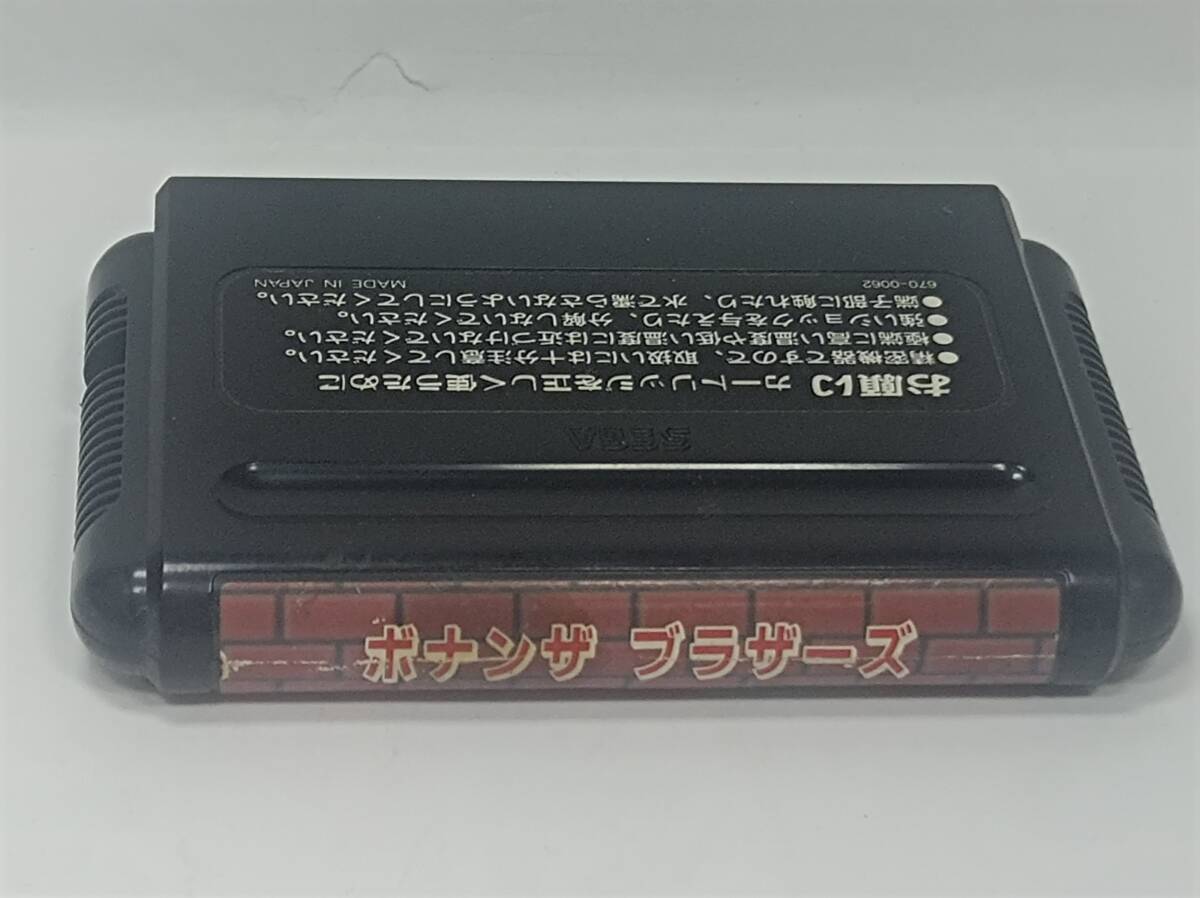 SEGA
お願い カートリッジを正しく使うために
●精密機器ですので、取扱いには十分注意してください。
●極端に高い温度や低い温度には近づけないでください。
●強いショックを与えたり、分解しないでください。
●端子部に触れたり、水で濡らさないようにしてください。
670-0062 MADE IN JAPAN
ボナンザ ブラザーズ